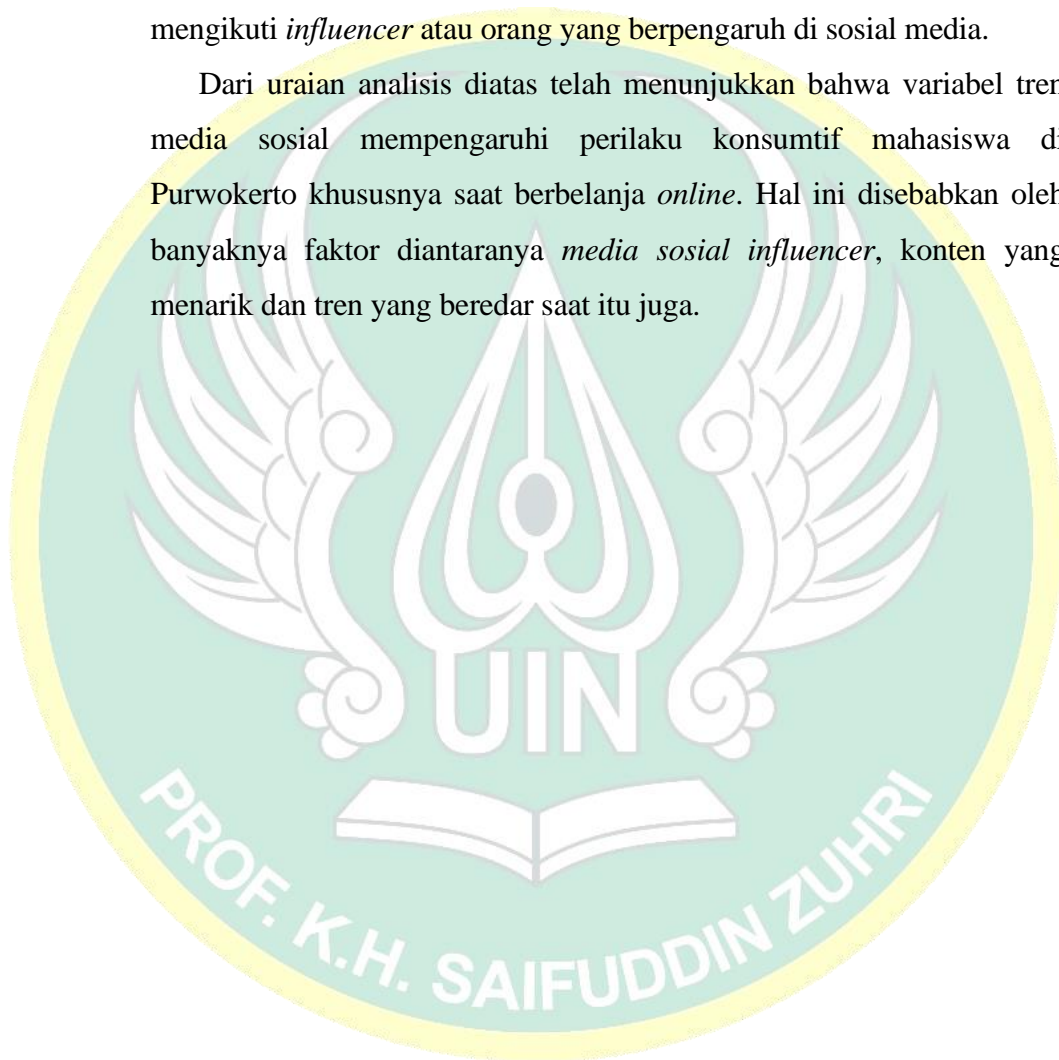 mengikuti influencer atau orang yang berpengaruh di sosial media.
Dari uraian analisis diatas telah menunjukkan bahwa variabel tren
media sosial mempengaruhi perilaku konsumtif mahasiswa di
Purwokerto khususnya saat berbelanja online. Hal ini disebabkan oleh
banyaknya faktor diantaranya media sosial influencer, konten yang
menarik dan tren yang beredar saat itu juga.
UIN
PROF. K.H. SAIFUDDIN ZUHRI